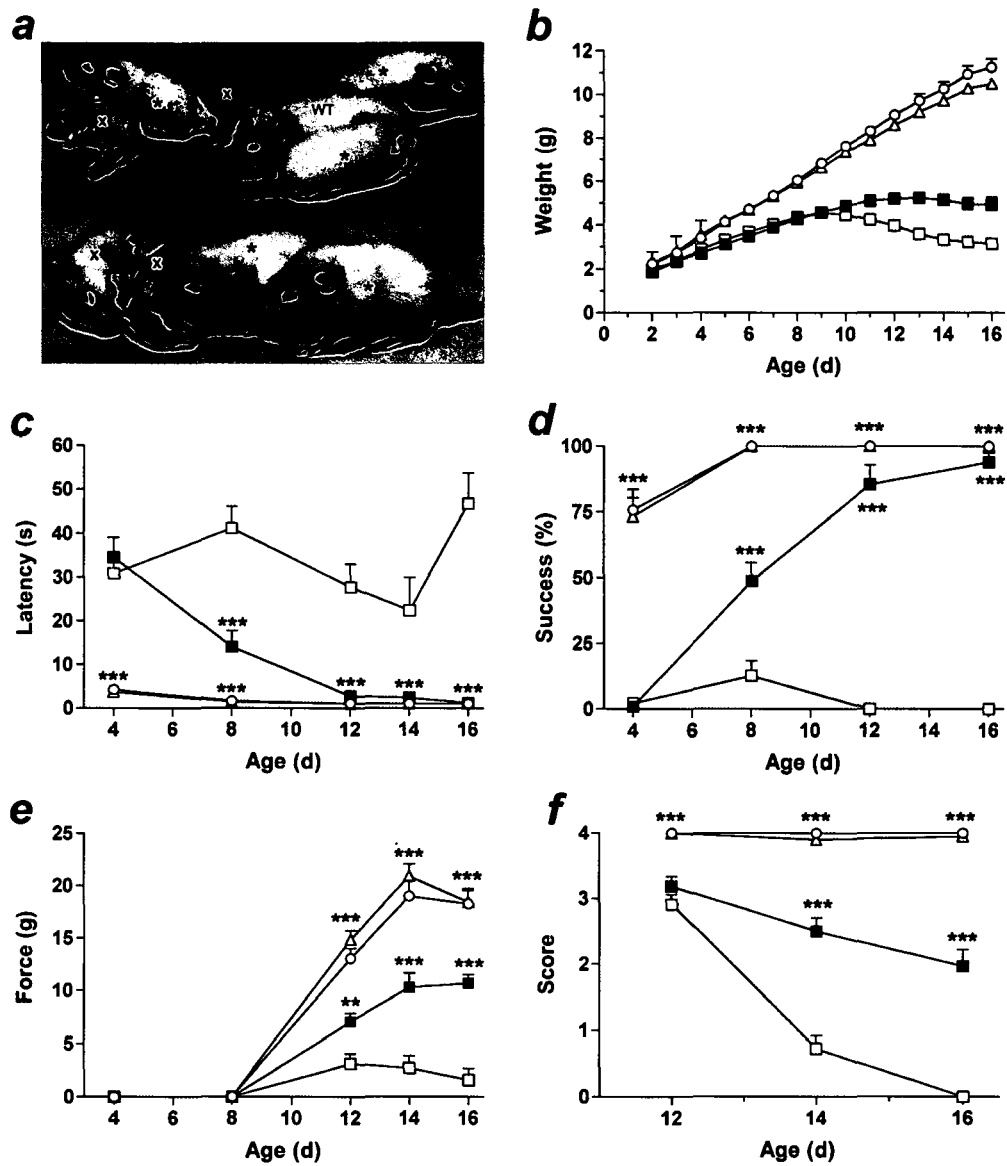 a
* x * WT x *
x x * *
b
Weight (g)
12
10
8
6
4
2
0
0 2 4 6 8 10 12 14 16
Age (d)
c
Latency (s)
60
50
40
30
20
10
0
*** *** *** *** ***
4 6 8 10 12 14 16
Age (d)
d
Success (%)
100
75
50
25
0
*** *** *** ***
*** *** ***
4 6 8 10 12 14 16
Age (d)
e
Force (g)
25
20
15
10
5
0
*** *** ***
** *** ***
4 6 8 10 12 14 16
Age (d)
f
Score
4
3
2
1
0
*** *** ***
*** ***
12 14 16
Age (d)